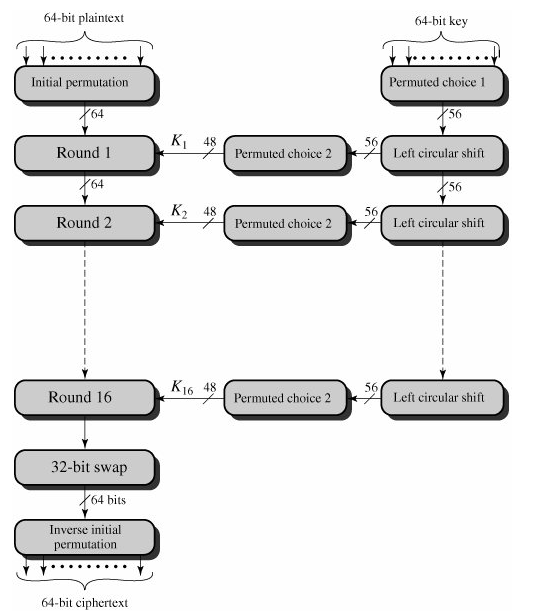 64-bit plaintext
64-bit key
Initial permutation
Permuted choice 1
64
56
Round 1
K1
48
Permuted choice 2
56
Left circular shift
64
56
Round 2
K2
48
Permuted choice 2
56
Left circular shift
Round 16
K16
48
Permuted choice 2
56
Left circular shift
32-bit swap
64 bits
Inverse initial
permutation
64-bit ciphertext